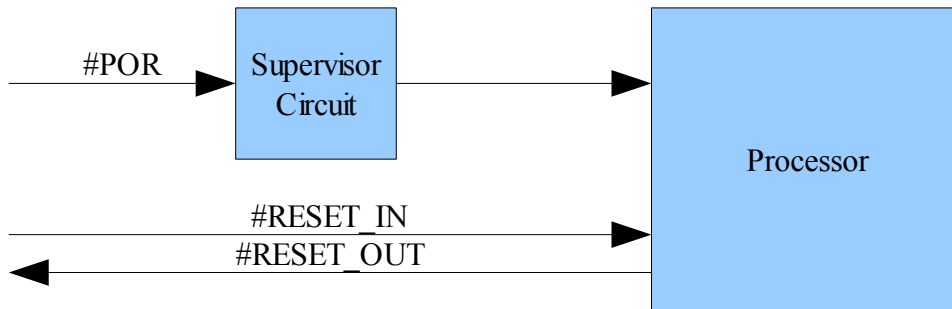 #POR
Supervisor
Circuit
Processor
#RESET_IN
#RESET_OUT